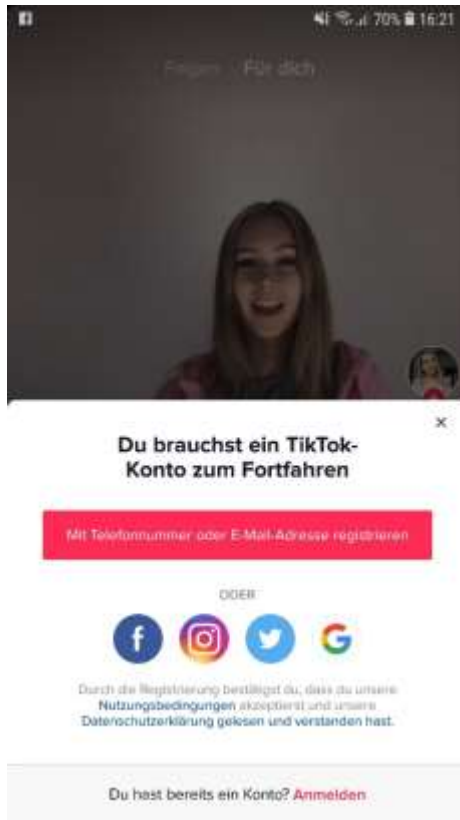 70% 16:21
Folgen Für dich
Du brauchst ein TikTok-
Konto zum Fortfahren
Mit Telefonnummer oder E-Mail-Adresse registrieren
ODER
Durch die Registrierung bestätigst du, dass du unsere
Nutzungsbedingungen akzeptierst und unsere
Datenschutzerklärung gelesen und verstanden hast.
Du hast bereits ein Konto? Anmelden